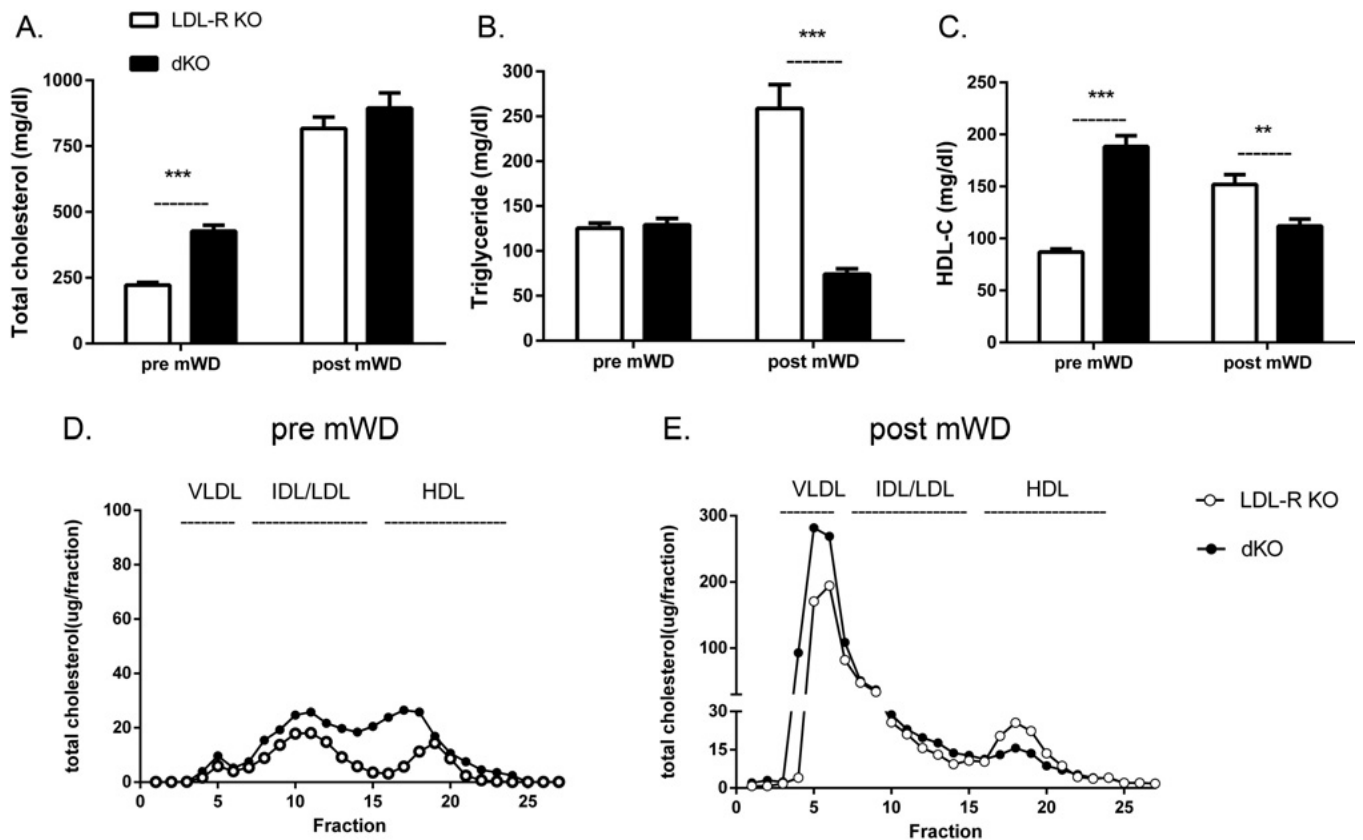 A.
LDL-R KO
dKO
Total cholesterol (mg/dl)
1000
750
500
250
0
***
pre mWD
post mWD
B.
Triglyceride (mg/dl)
300
250
200
150
100
50
0
***
pre mWD
post mWD
C.
HDL-C (mg/dl)
250
200
150
100
50
0
***
**
pre mWD
post mWD
D.
pre mWD
VLDL
IDL/LDL
HDL
total cholesterol(ug/fraction)
100
80
60
40
20
0
0
5
10
15
20
25
Fraction
E.
post mWD
VLDL
IDL/LDL
HDL
LDL-R KO
dKO
total cholesterol(ug/fraction)
300
200
100
30
15
0
0
5
10
15
20
25
Fraction